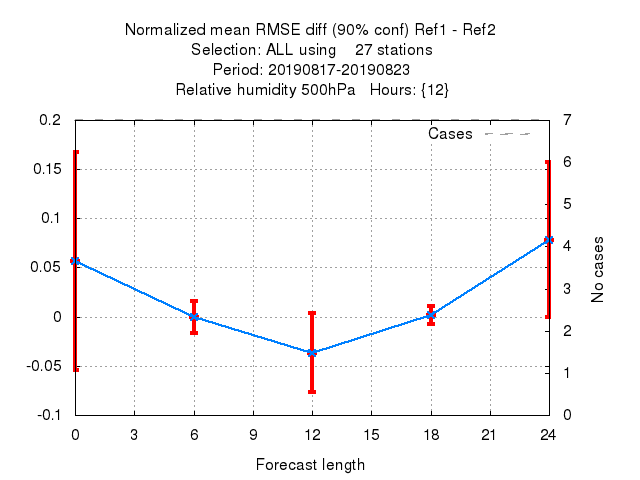 Normalized mean RMSE diff (90% conf) Ref1 - Ref2
Selection: ALL using 27 stations
Period: 20190817-20190823
Relative humidity 500hPa Hours: {12}
Cases
0.2
0.15
0.1
0.05
0
-0.05
-0.1
7
6
5
4
3
2
1
0
No cases
0 3 6 9 12 15 18 21 24
Forecast length